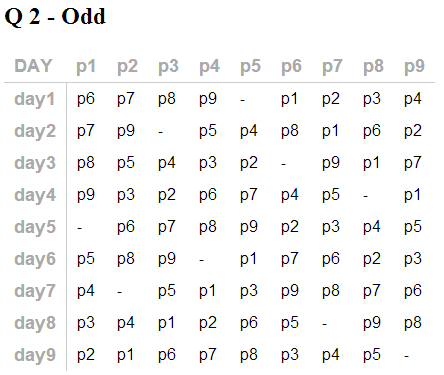 Q 2 - Odd
DAY p1 p2 p3 p4 p5 p6 p7 p8 p9
day1 p6 p7 p8 p9 - p1 p2 p3 p4
day2 p7 p9 - p5 p4 p8 p1 p6 p2
day3 p8 p5 p4 p3 p2 - p9 p1 p7
day4 p9 p3 p2 p6 p7 p4 p5 - p1
day5 - p6 p7 p8 p9 p2 p3 p4 p5
day6 p5 p8 p9 - p1 p7 p6 p2 p3
day7 p4 - p5 p1 p3 p9 p8 p7 p6
day8 p3 p4 p1 p2 p6 p5 - p9 p8
day9 p2 p1 p6 p7 p8 p3 p4 p5 -